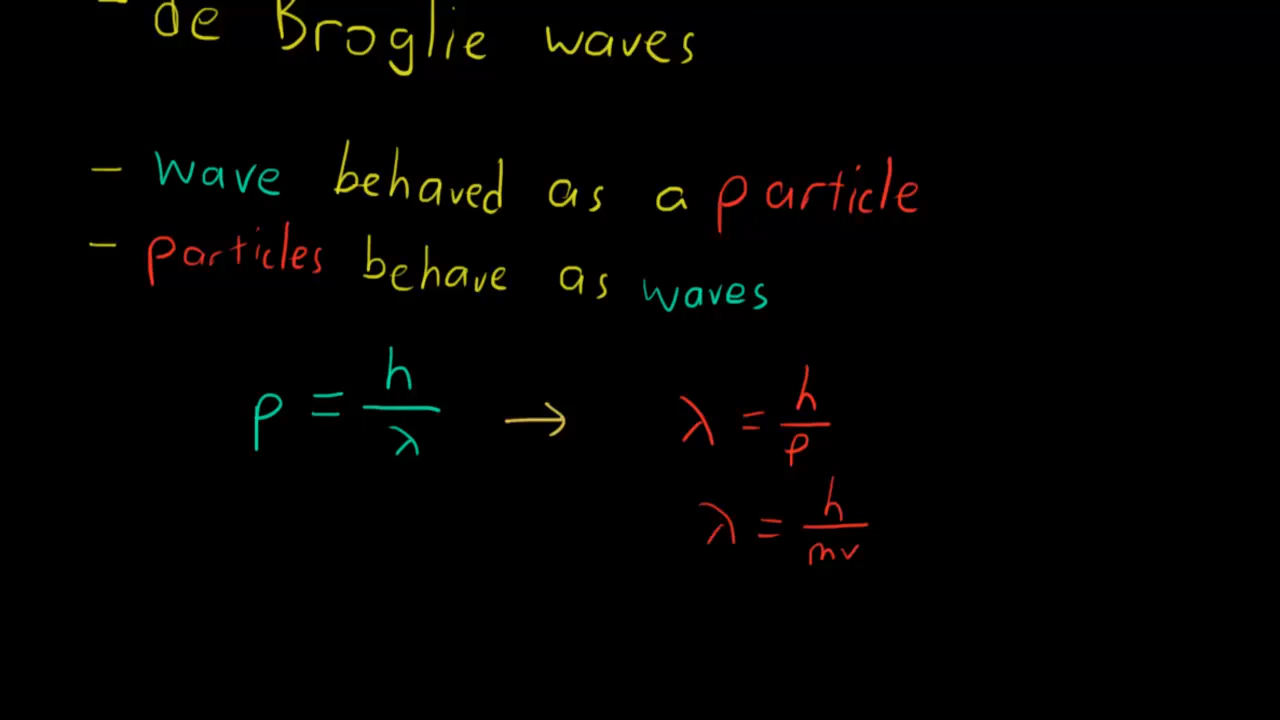 - de Broglie waves
- wave behaved as a particle
- particles behave as waves
p = h/λ → λ = h/p
λ = h/mv